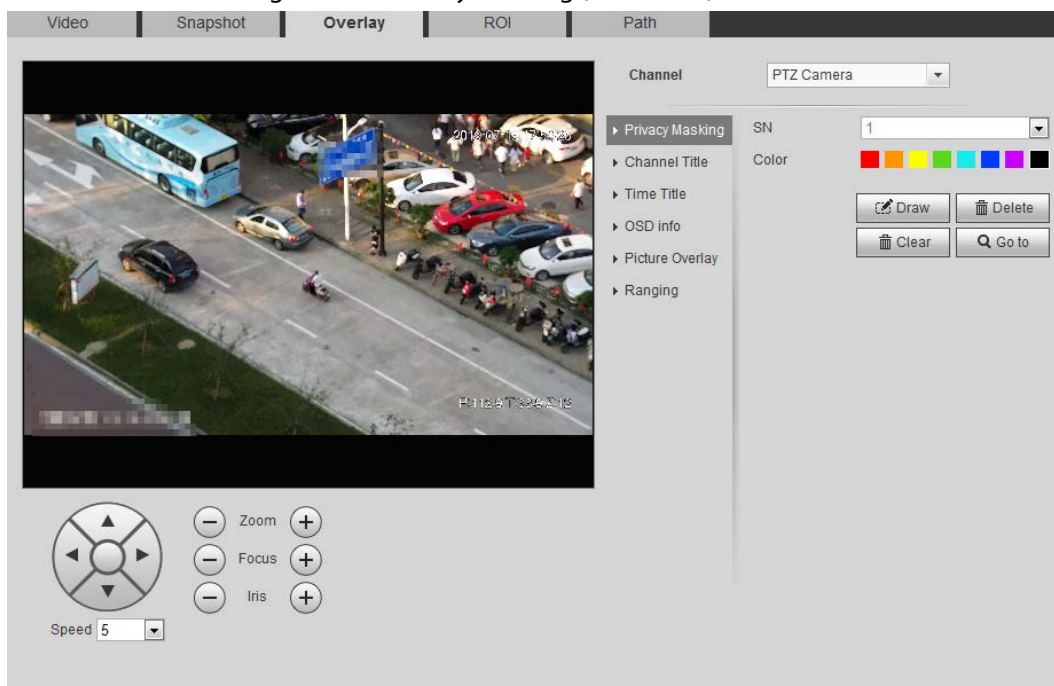 Video Snapshot Overlay ROI Path
Channel PTZ Camera
Privacy Masking
Channel Title
Time Title
OSD info
Picture Overlay
Ranging
SN 1
Color
Draw Delete
Clear Go to
Zoom
Focus
Iris
Speed 5